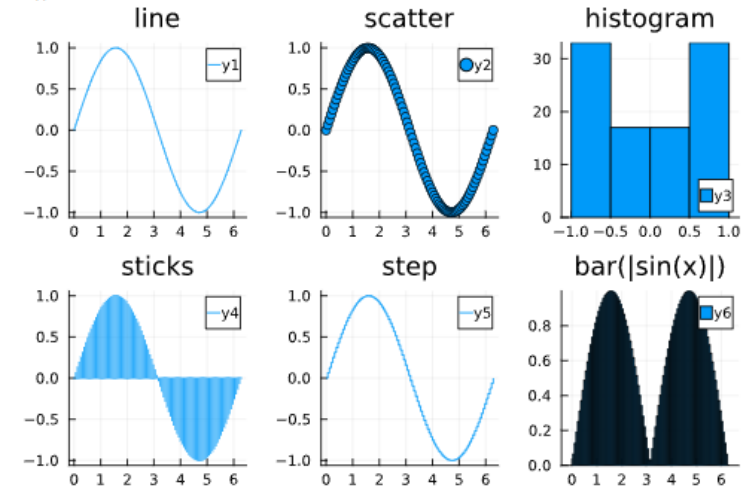 line
scatter
histogram
1.0
0.5
0.0
−0.5
−1.0
0 1 2 3 4 5 6
y1
1.0
0.5
0.0
−0.5
−1.0
0 1 2 3 4 5 6
y2
30
20
10
0
−1.0 −0.5 0.0 0.5 1.0
y3
sticks
step
bar(|sin(x)|)
1.0
0.5
0.0
−0.5
−1.0
0 1 2 3 4 5 6
y4
1.0
0.5
0.0
−0.5
−1.0
0 1 2 3 4 5 6
y5
0.8
0.6
0.4
0.2
0.0
0 1 2 3 4 5 6
y6